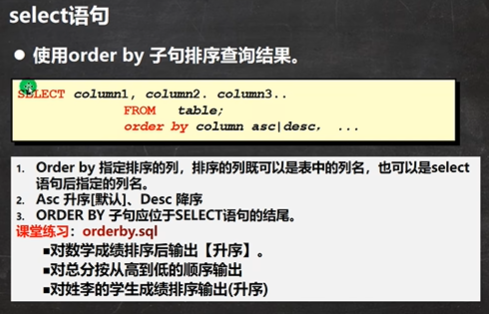 select语句
● 使用order by 子句排序查询结果。
SELECT column1, column2. column3..
FROM table;
order by column asc|desc, ...
1. Order by 指定排序的列，排序的列既可以是表中的列名，也可以是select
语句后指定的列名。
2. Asc 升序[默认]、Desc 降序
3. ORDER BY 子句应位于SELECT语句的结尾。
课堂练习：orderby.sql
■对数学成绩排序后输出【升序】。
■对总分按从高到低的顺序输出
■对姓李的学生成绩排序输出(升序)